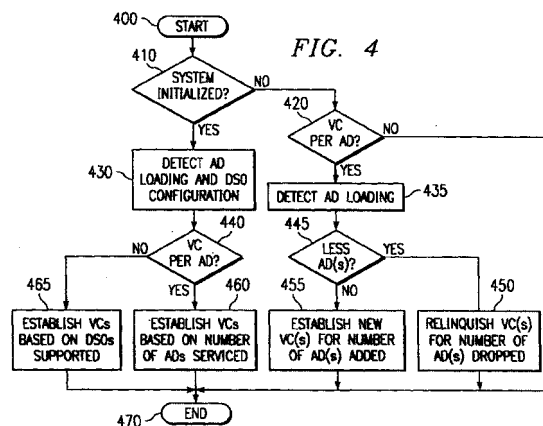 400
START
FIG. 4
410
SYSTEM
INITIALIZED?
NO
YES
420
VC
PER AD?
NO
YES
430
DETECT AD
LOADING AND DSO
CONFIGURATION
DETECT AD LOADING
435
440
VC
PER AD?
NO
YES
445
LESS
AD(s)?
YES
NO
465
ESTABLISH VCs
BASED ON DSOs
SUPPORTED
460
ESTABLISH VCs
BASED ON NUMBER
OF ADs SERVICED
455
ESTABLISH NEW
VC(s) FOR NUMBER
OF AD(s) ADDED
450
RELINQUISH VC(s)
FOR NUMBER OF
AD(s) DROPPED
END
470